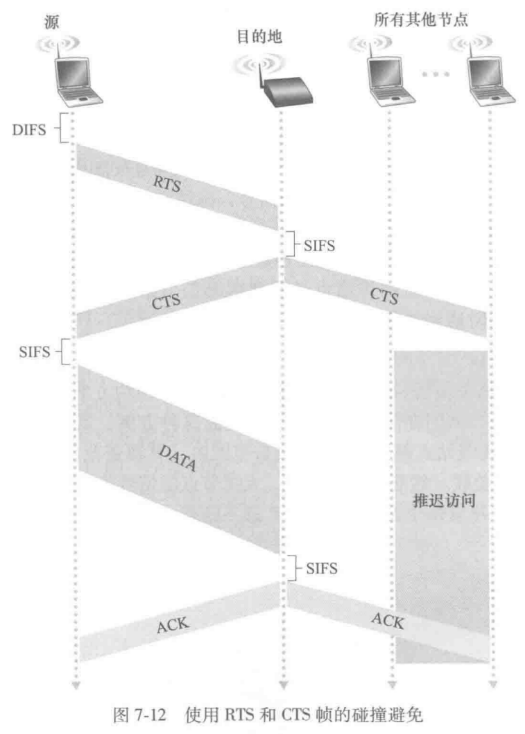 源
目的地
所有其他节点
DIFS
RTS
SIFS
CTS
CTS
SIFS
DATA
推迟访问
SIFS
ACK
ACK
图 7-12 使用 RTS 和 CTS 帧的碰撞避免